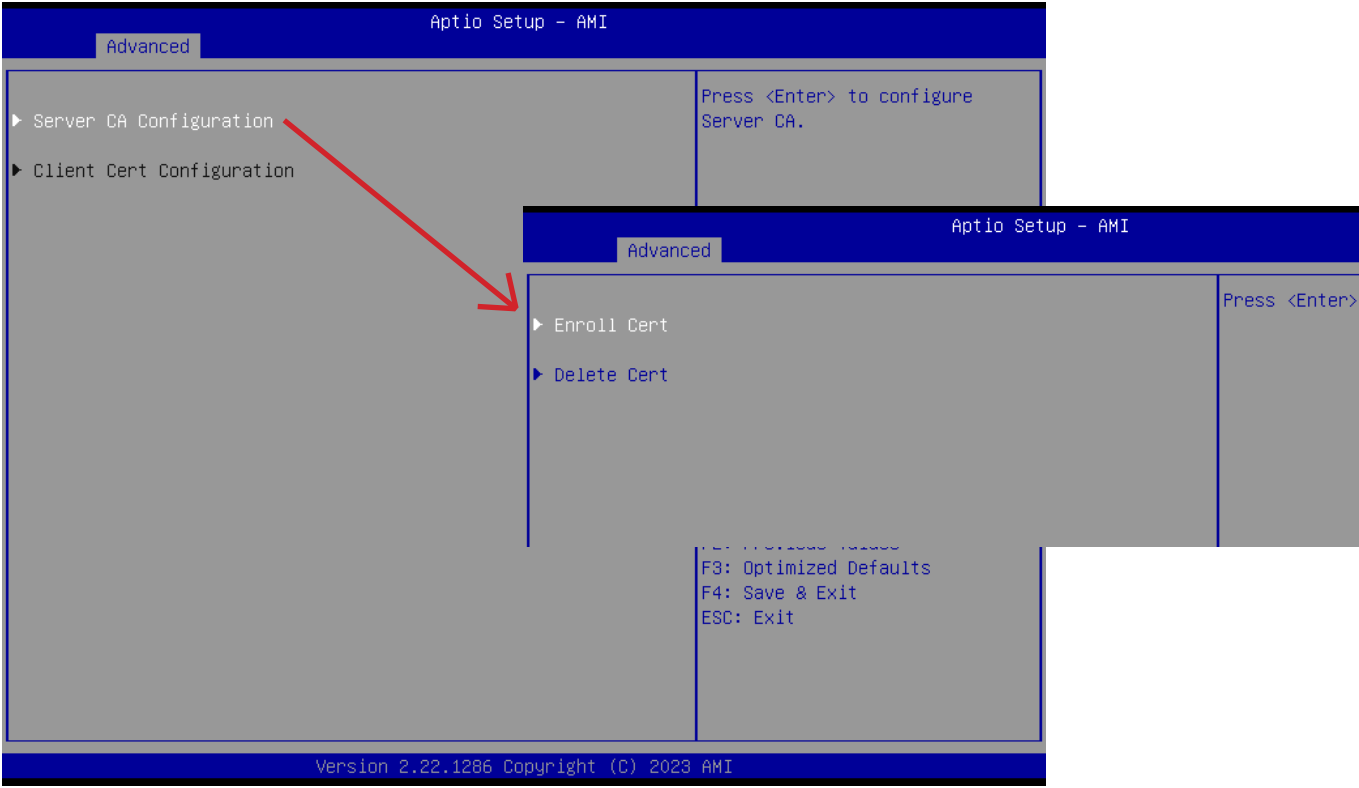 Aptio Setup – AMI
Advanced
Server CA Configuration
Client Cert Configuration
Press <Enter> to configure
Server CA.
Aptio Setup – AMI
Advanced
Enroll Cert
Delete Cert
Press <Enter>
F3: Optimized Defaults
F4: Save & Exit
ESC: Exit
Version 2.22.1286 Copyright (C) 2023 AMI